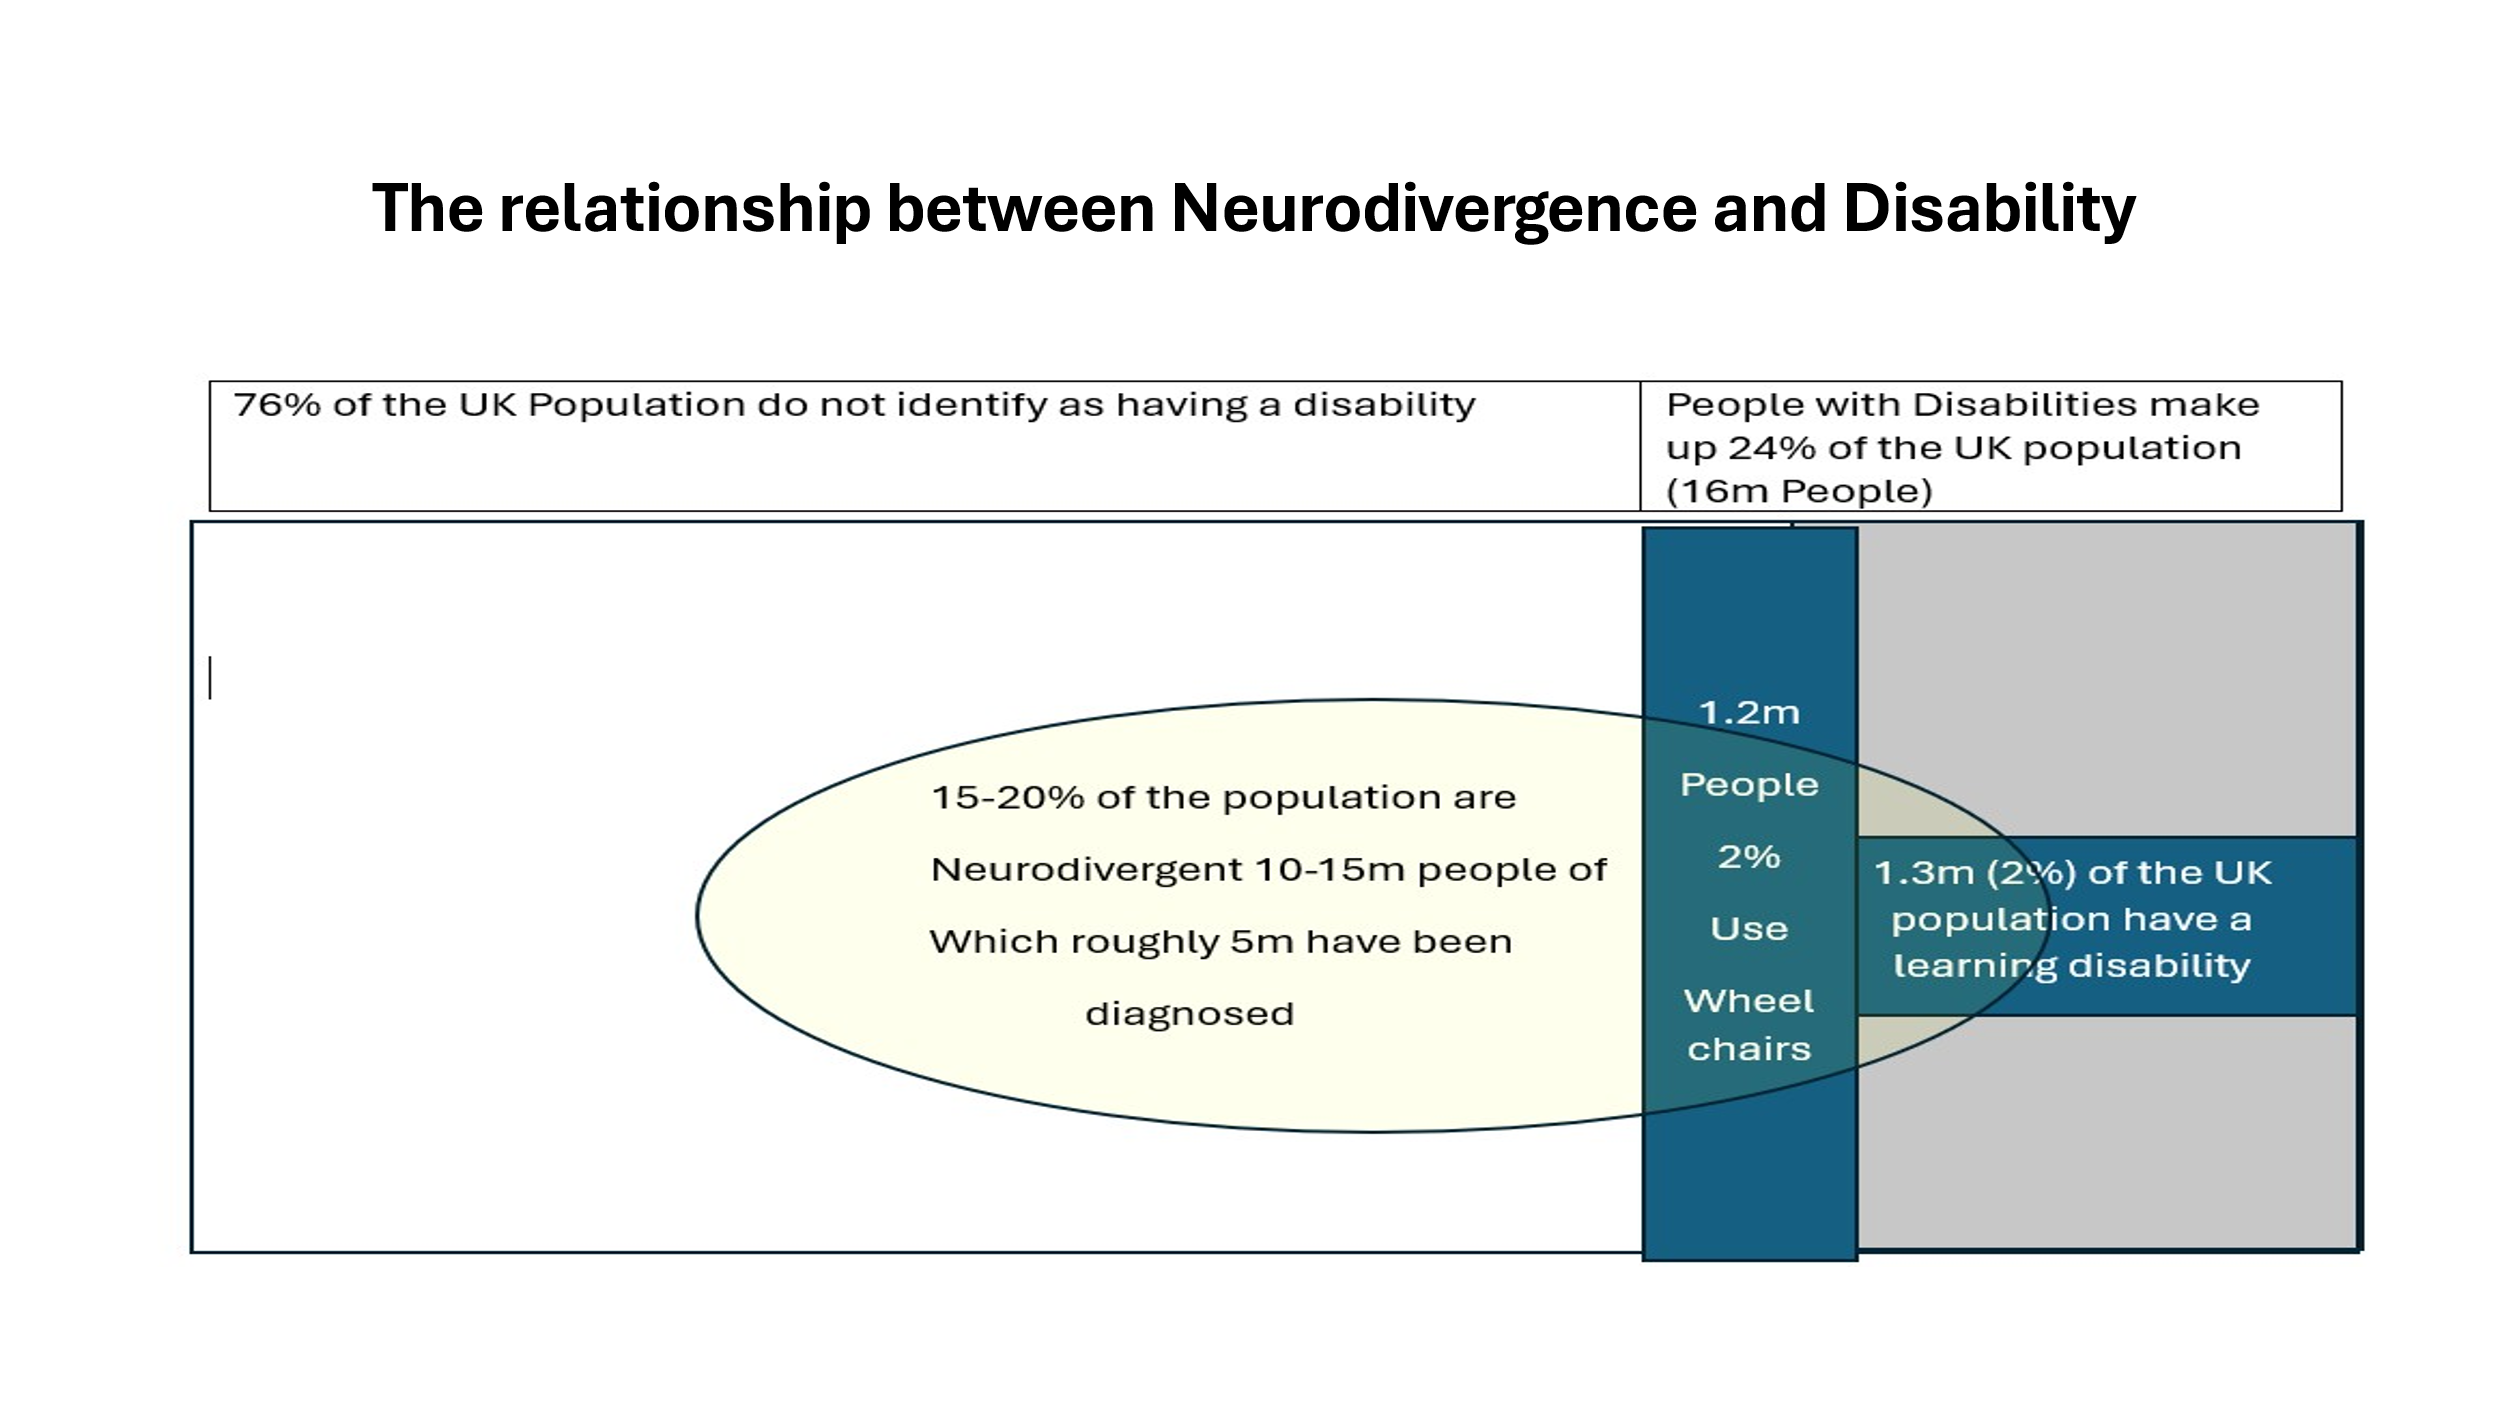 The relationship between Neurodivergence and Disability
76% of the UK Population do not identify as having a disability
People with Disabilities make
up 24% of the UK population
(16m People)
15-20% of the population are
Neurodivergent 10-15m people of
Which roughly 5m have been
diagnosed
1.2m
People
2%
Use
Wheel
chairs
1.3m (2%) of the UK
population have a
learning disability